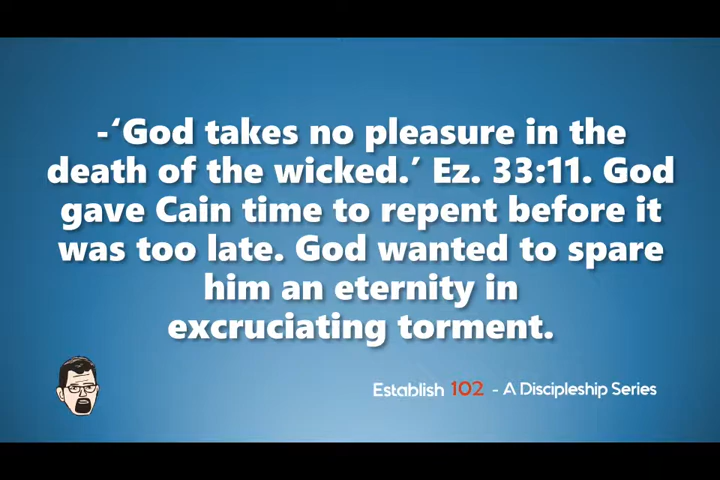 -‘God takes no pleasure in the
death of the wicked.’ Ez. 33:11. God
gave Cain time to repent before it
was too late. God wanted to spare
him an eternity in
excruciating torment.
Establish 102 - A Discipleship Series